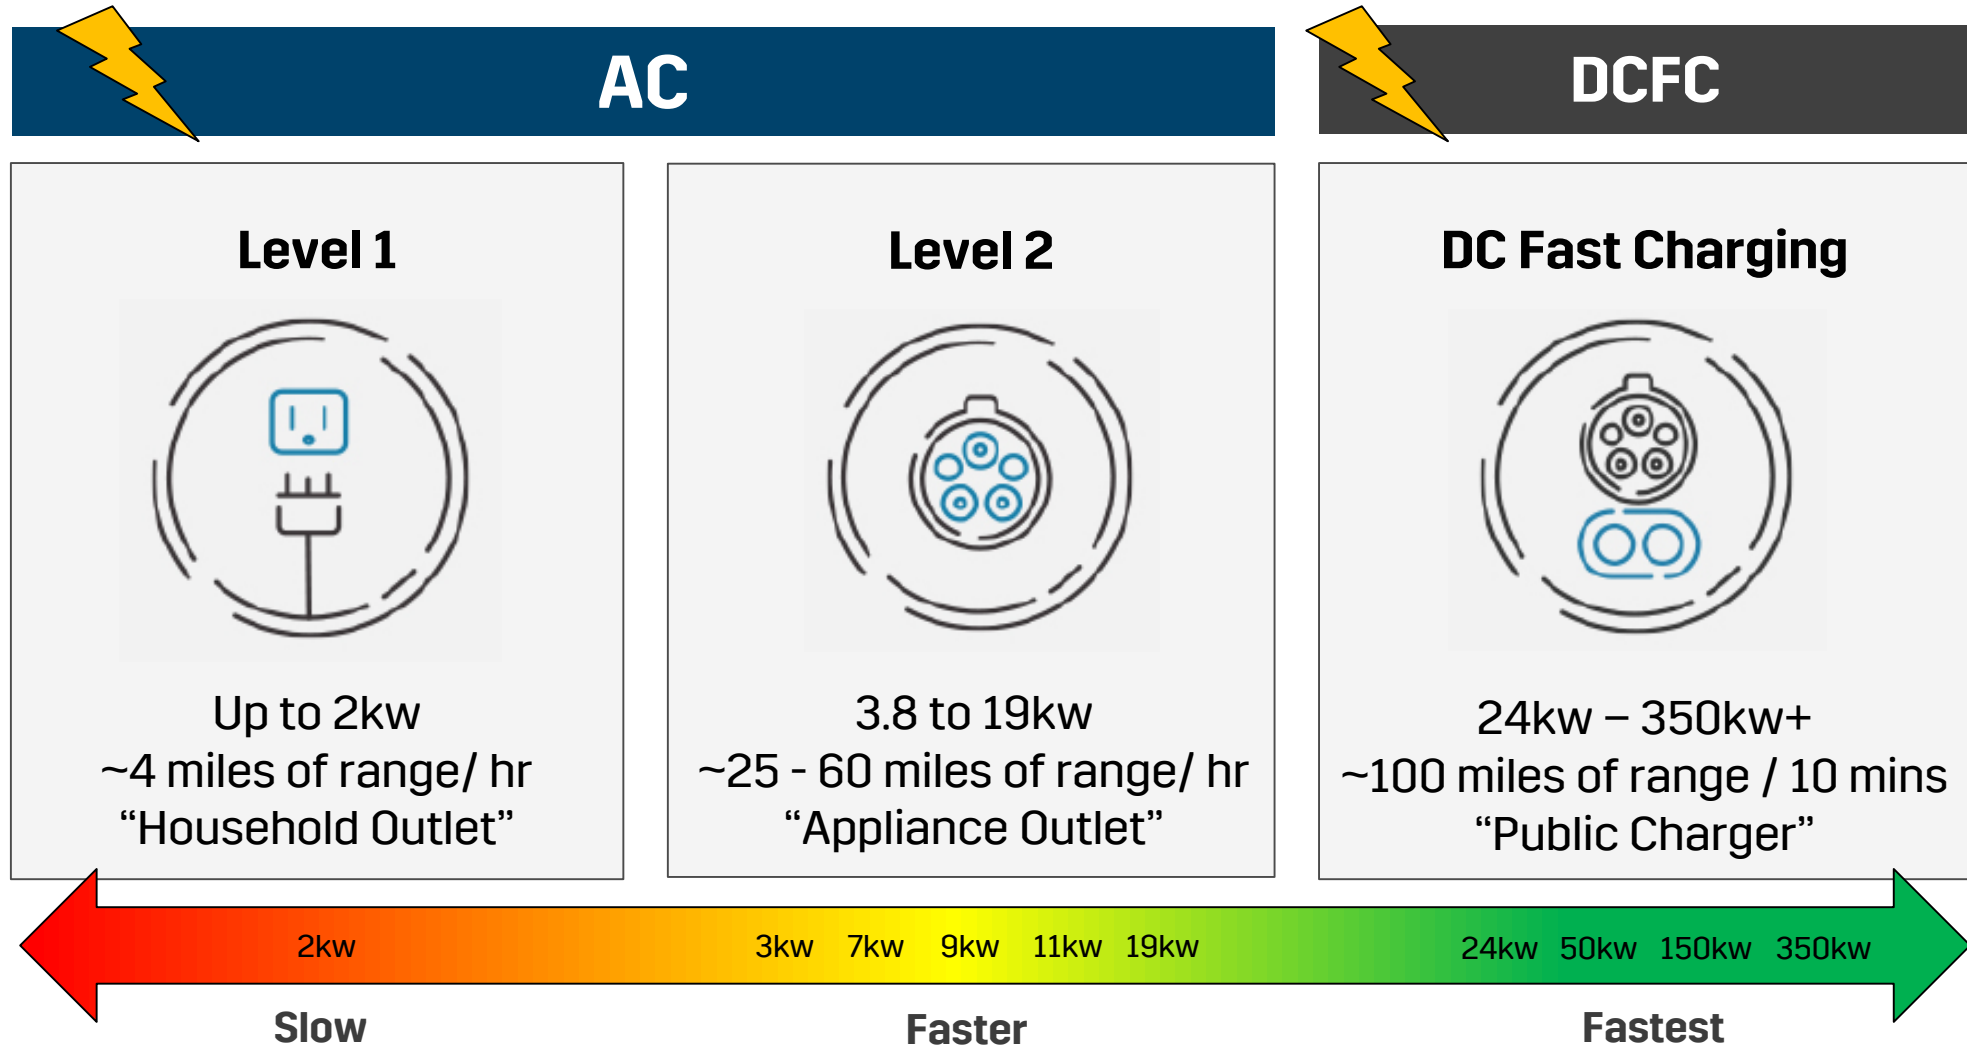 AC
DCFC
Level 1
Up to 2kw
~4 miles of range/ hr
“Household Outlet”
Level 2
3.8 to 19kw
~25 - 60 miles of range/ hr
“Appliance Outlet”
DC Fast Charging
24kw – 350kw+
~100 miles of range / 10 mins
“Public Charger”
2kw 3kw 7kw 9kw 11kw 19kw 24kw 50kw 150kw 350kw
Slow Faster Fastest